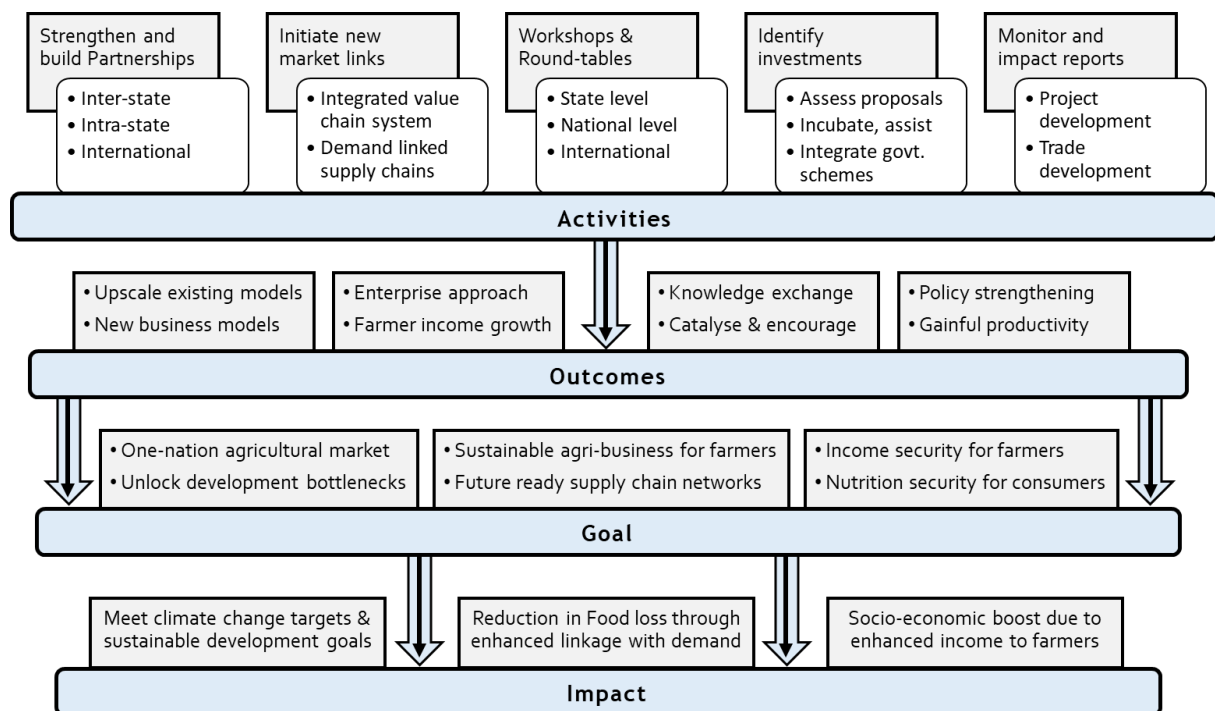 Strengthen and
build Partnerships
• Inter-state
• Intra-state
• International
Initiate new
market links
• Integrated value
chain system
• Demand linked
supply chains
Workshops &
Round-tables
• State level
• National level
• International
Identify
investments
• Assess proposals
• Incubate, assist
• Integrate govt.
schemes
Monitor and
impact reports
• Project
development
• Trade
development
Activities
• Upscale existing models
• New business models
• Enterprise approach
• Farmer income growth
• Knowledge exchange
• Catalyse & encourage
• Policy strengthening
• Gainful productivity
Outcomes
• One-nation agricultural market
• Unlock development bottlenecks
• Sustainable agri-business for farmers
• Future ready supply chain networks
• Income security for farmers
• Nutrition security for consumers
Goal
Meet climate change targets &
sustainable development goals
Reduction in Food loss through
enhanced linkage with demand
Socio-economic boost due to
enhanced income to farmers
Impact